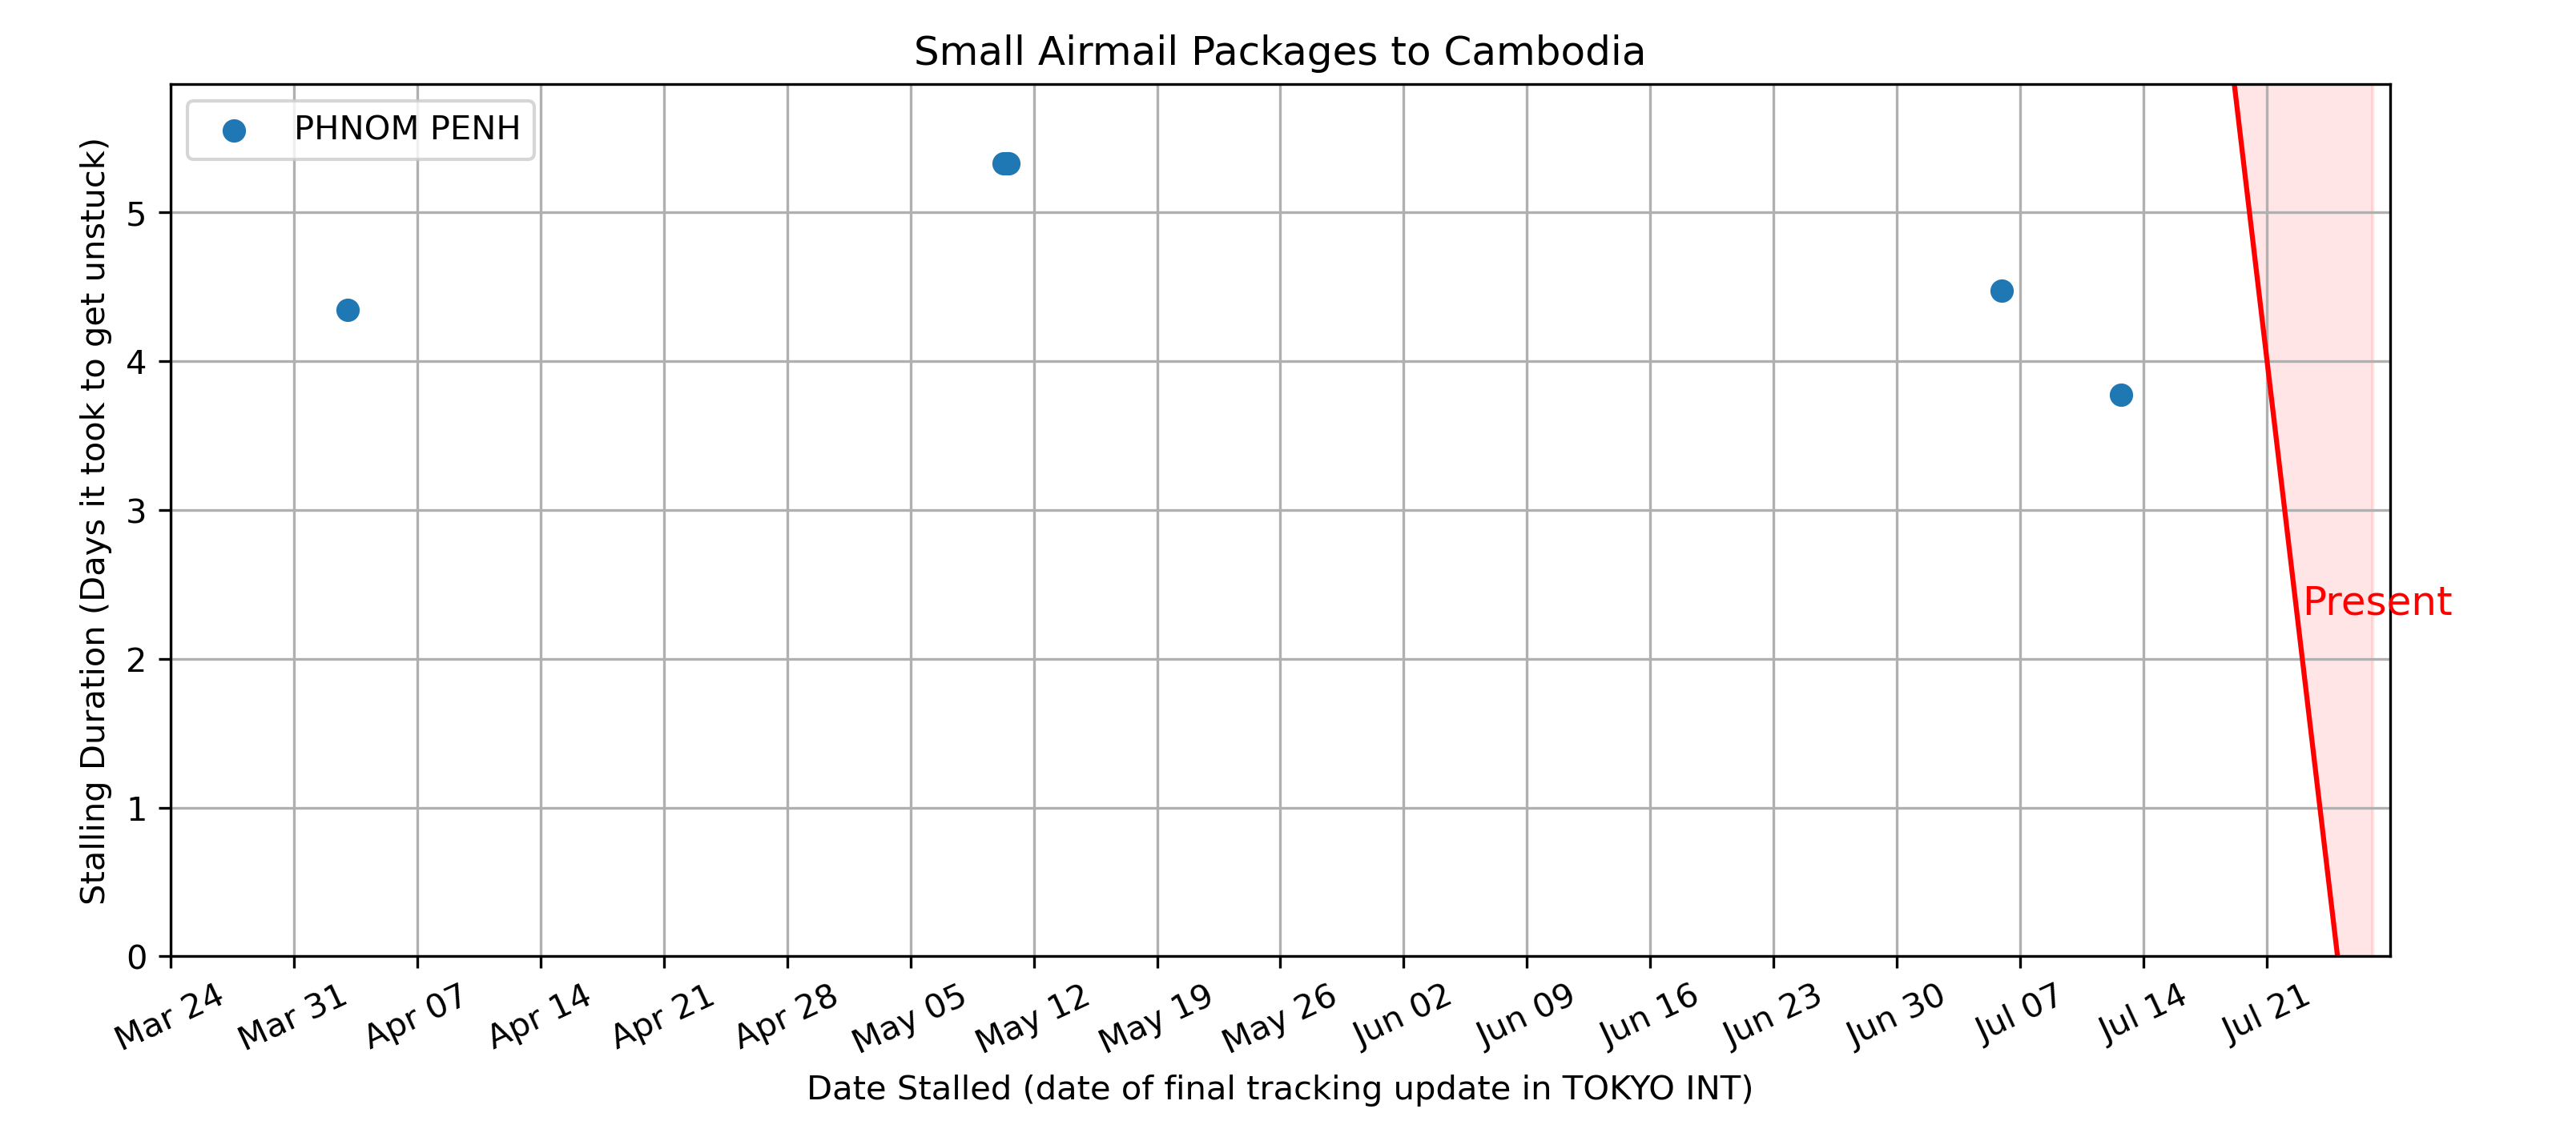 Small Airmail Packages to Cambodia
PHNOM PENH
Stalling Duration (Days it took to get unstuck)
5
4
3
2
1
0
Present
Mar 24
Mar 31
Apr 07
Apr 14
Apr 21
Apr 28
May 05
May 12
May 19
May 26
Jun 02
Jun 09
Jun 16
Jun 23
Jun 30
Jul 07
Jul 14
Jul 21
Date Stalled (date of final tracking update in TOKYO INT)